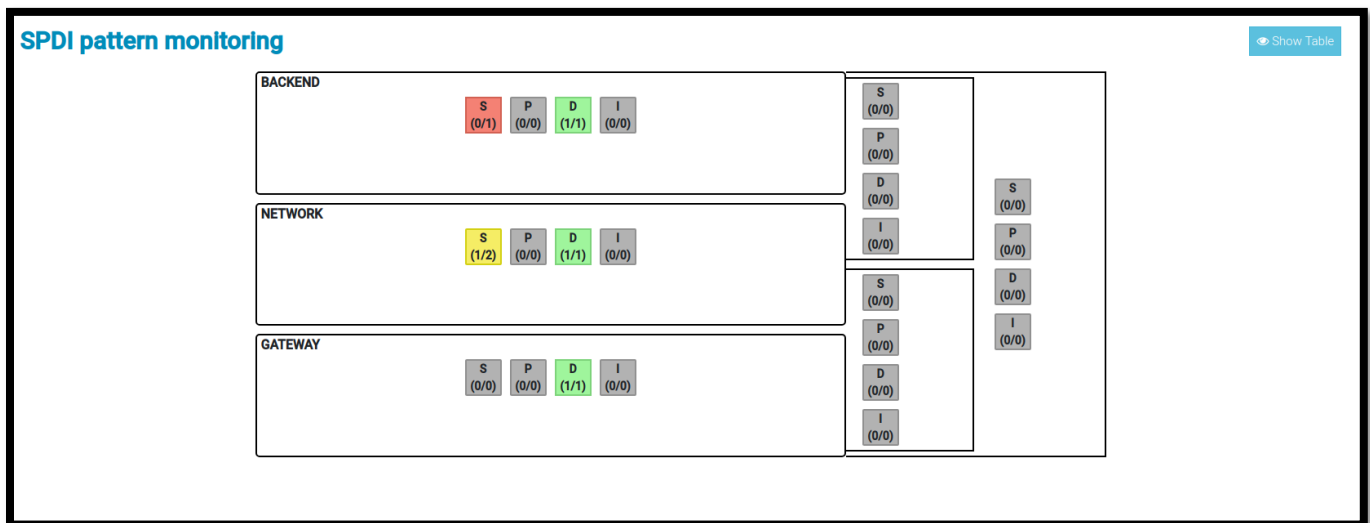 SPDI pattern monitoring
Show Table
BACKEND
S P D I
(0/1) (0/0) (1/1) (0/0)
NETWORK
S P D I
(1/2) (0/0) (1/1) (0/0)
GATEWAY
S P D I
(0/0) (0/0) (1/1) (0/0)
S
(0/0)
P
(0/0)
D
(0/0)
I
(0/0)
S
(0/0)
P
(0/0)
D
(0/0)
I
(0/0)
S
(0/0)
P
(0/0)
D
(0/0)
I
(0/0)